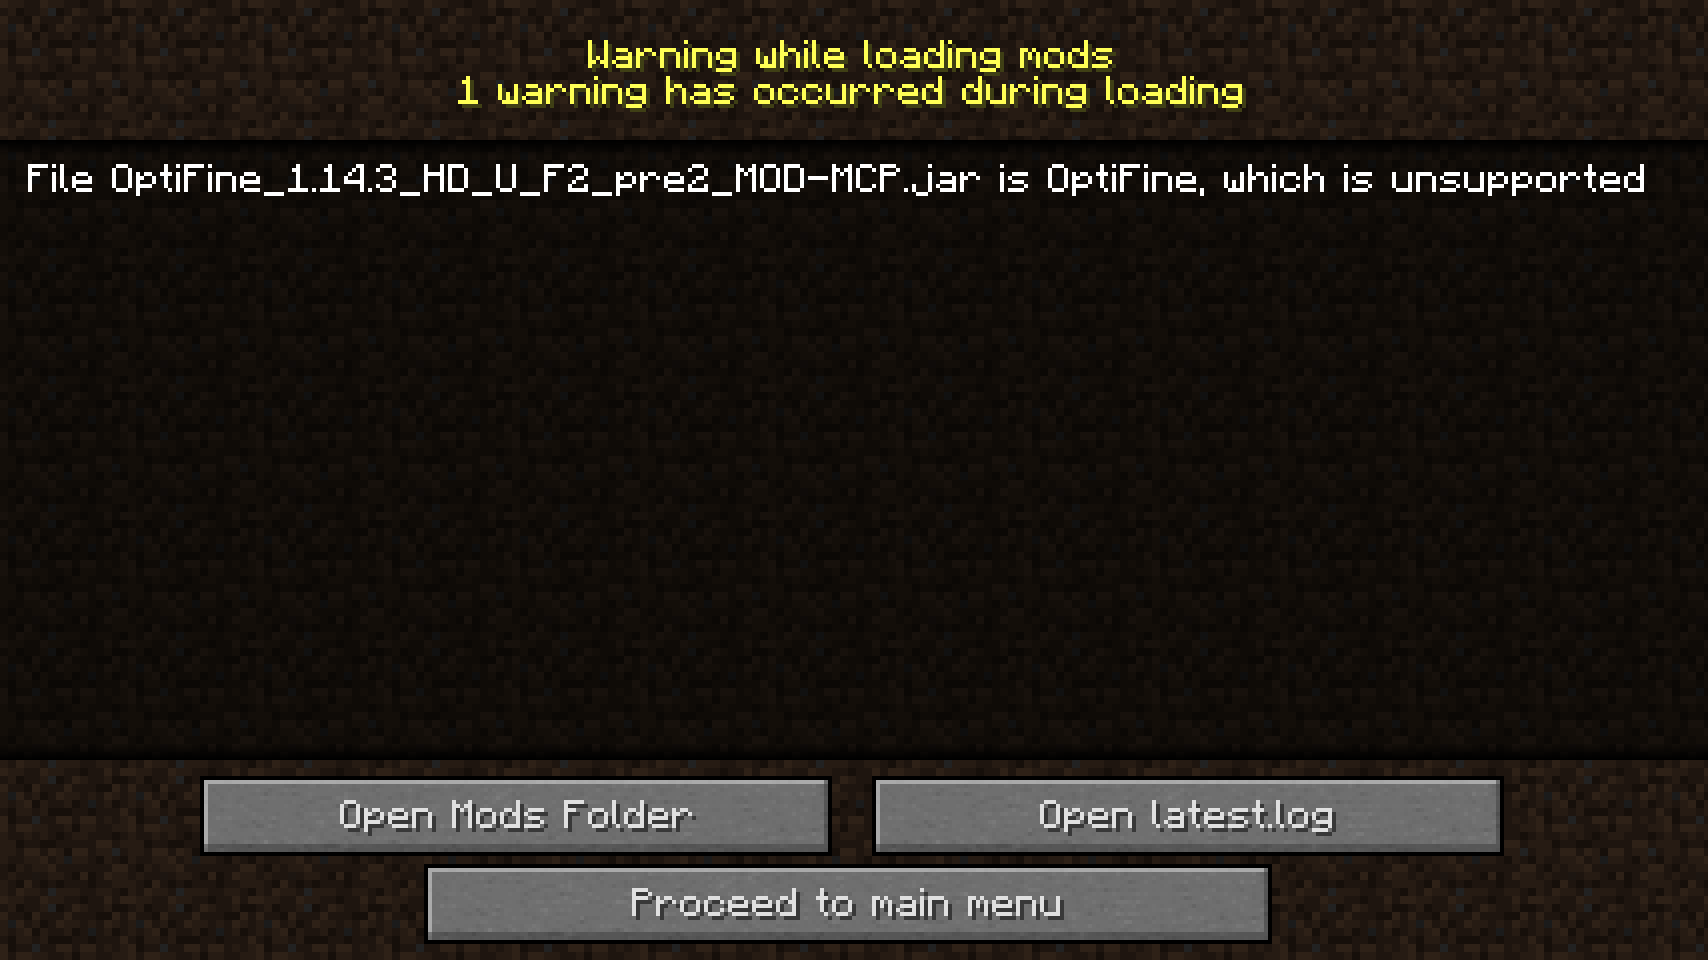 Warning while loading mods
1 warning has occurred during loading
File OptiFine_1.14.3_HD_U_F2_pre2_MOD-MCP.jar is OptiFine, which is unsupported
Open Mods Folder
Open latest.log
Proceed to main menu